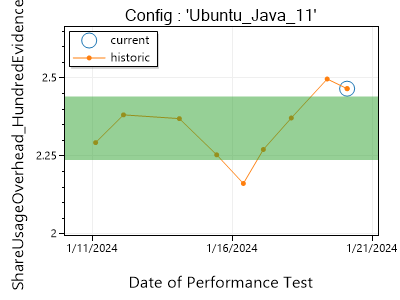 Config : 'Ubuntu_Java_11'
current
historic
ShareUsageOverhead_HundredEvidence
2.5
2.25
2
1/11/2024
1/16/2024
1/21/2024
Date of Performance Test